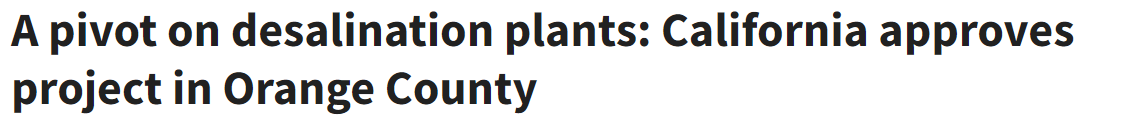 A pivot on desalination plants: California approves
project in Orange County